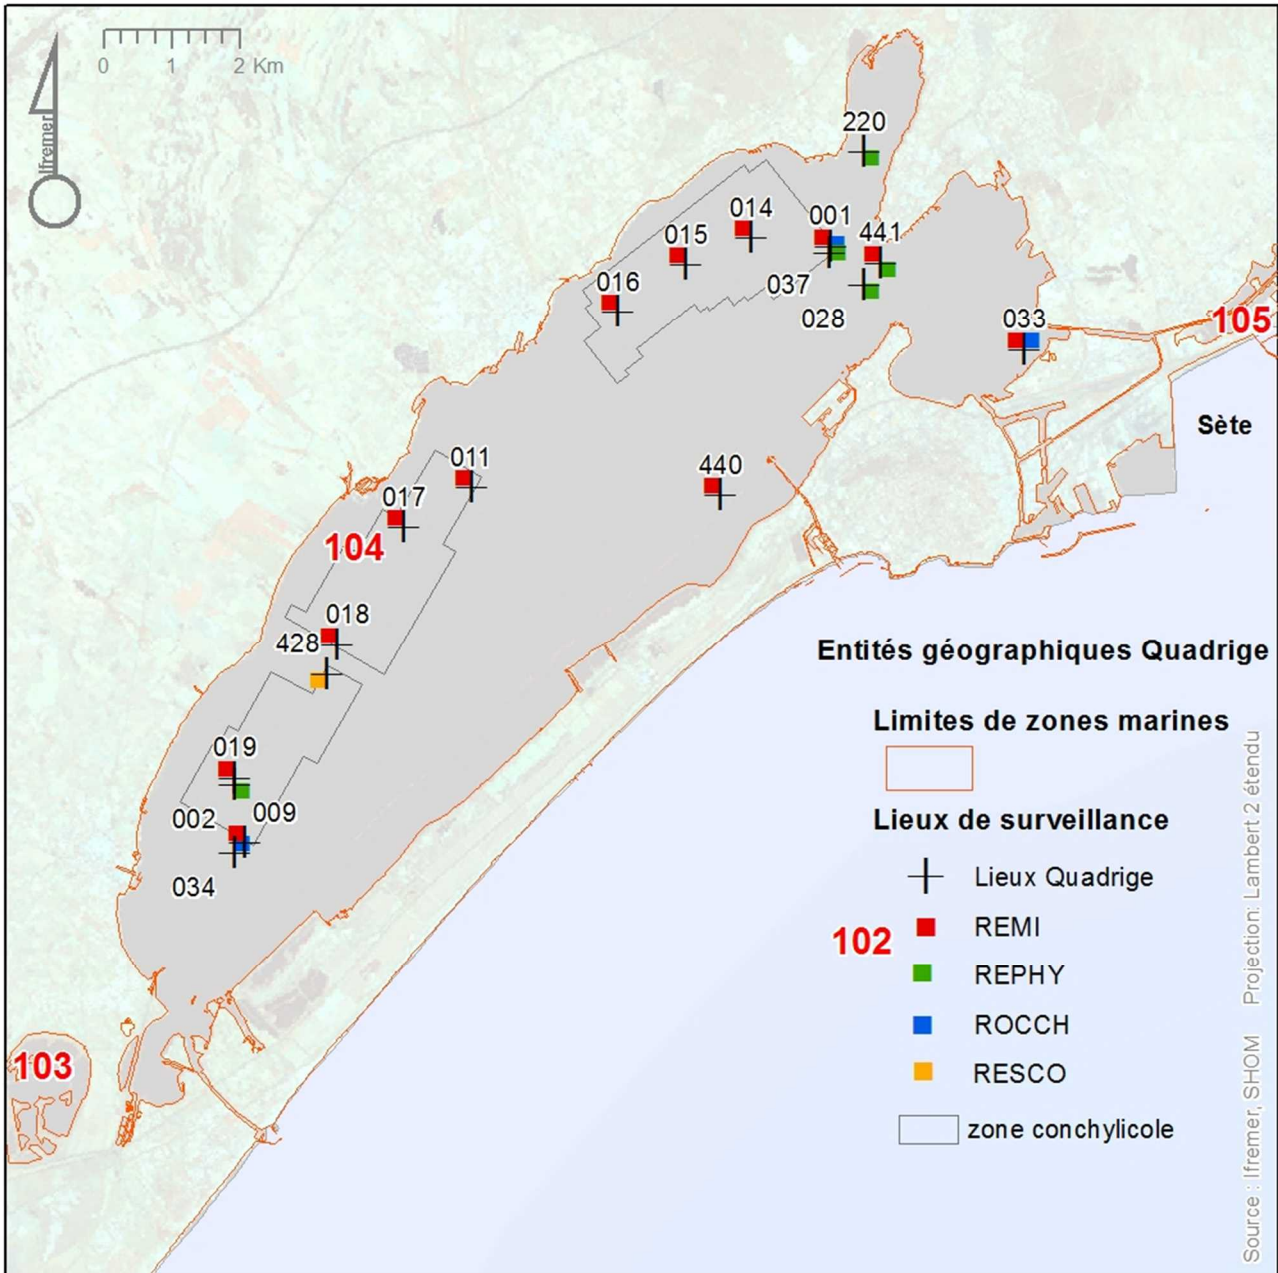 0 1 2 Km
Ifremer
220
014
001
015
441
016
037
028
033
105
Sète
011
440
017
104
018
428
Entités géographiques Quadrige
Limites de zones marines
019
009
002
Lieux de surveillance
034
Lieux Quadrige
102
REMI
REPHY
ROCCH
103
RESCO
zone conchylicole
Source : Ifremer, SHOM Projection: Lambert 2 étendu